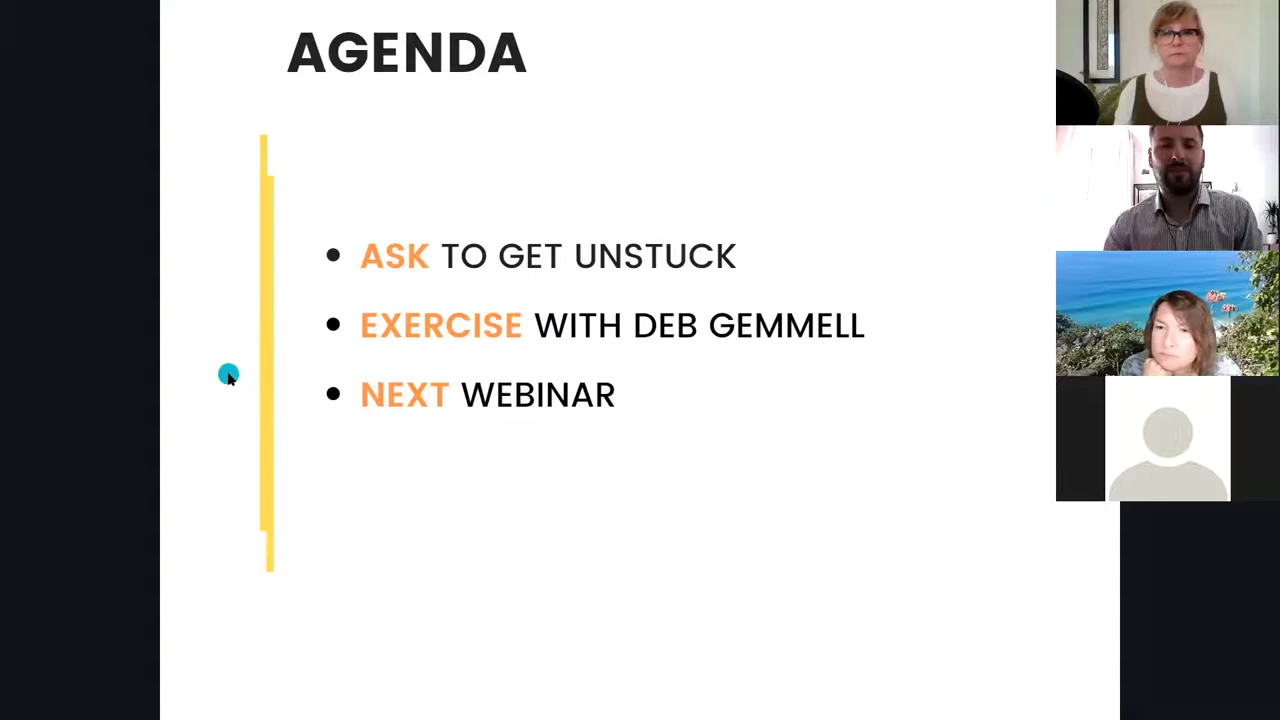 AGENDA
ASK TO GET UNSTUCK
EXERCISE WITH DEB GEMMELL
NEXT WEBINAR